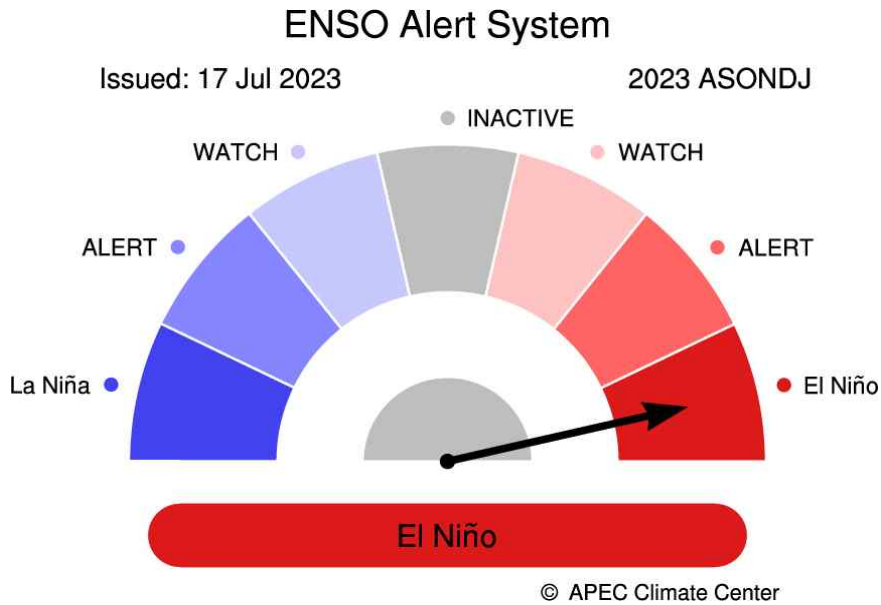 ENSO Alert System
Issued: 17 Jul 2023
2023 ASONDJ
INACTIVE
WATCH
WATCH
ALERT
ALERT
La Niña
El Niño
El Niño
© APEC Climate Center